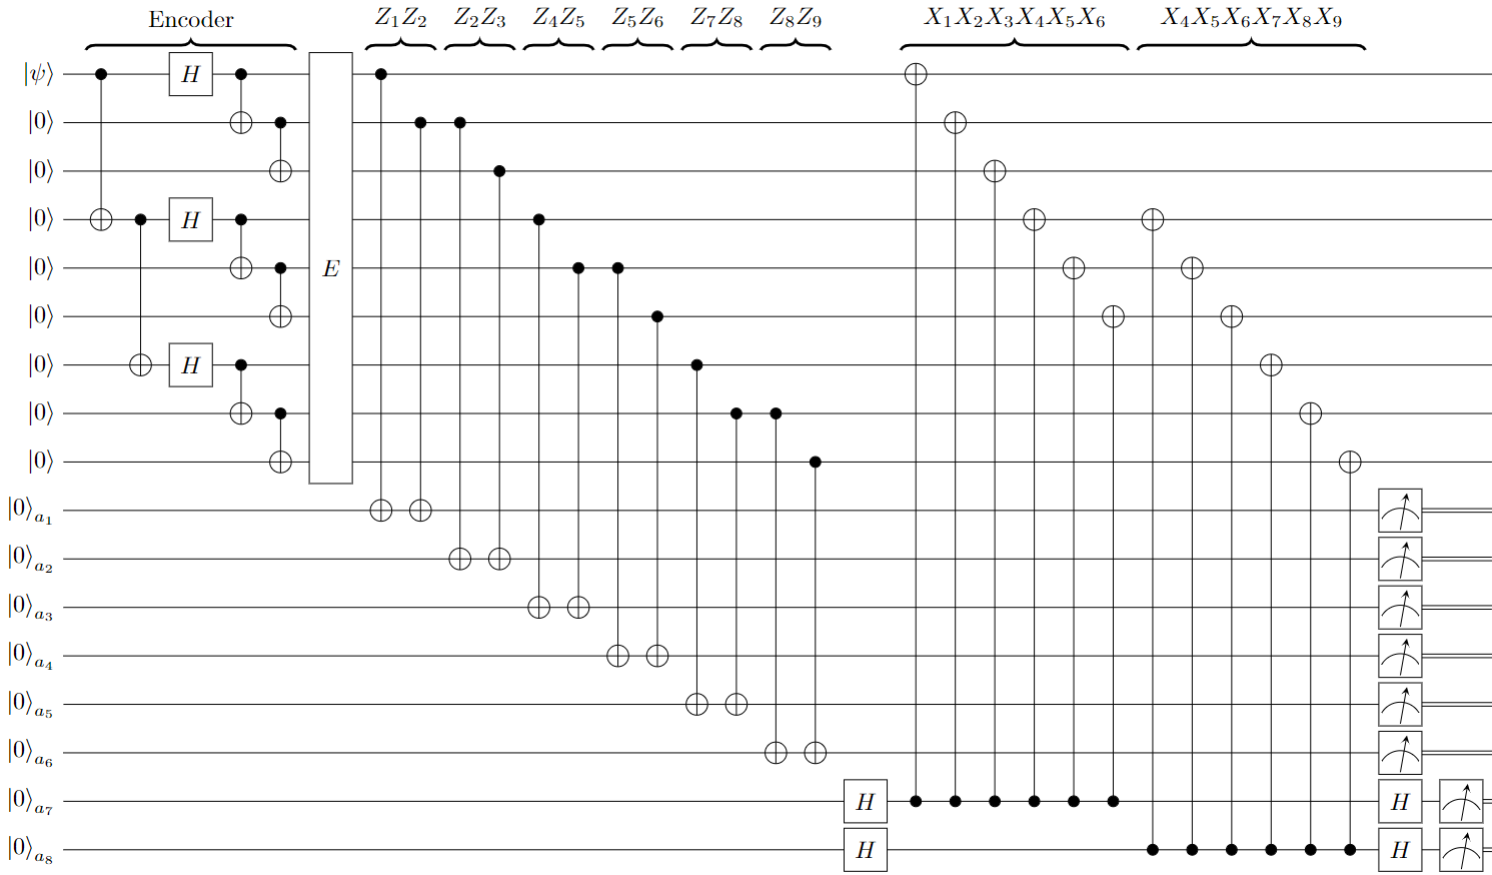 Encoder Z₁Z₂ Z₂Z₃ Z₄Z₅ Z₅Z₆ Z₇Z₈ Z₈Z₉ X₁X₂X₃X₄X₅X₆ X₄X₅X₆X₇X₈X₉
|ψ⟩ H
|0⟩
|0⟩
|0⟩ H
|0⟩ E
|0⟩
|0⟩ H
|0⟩
|0⟩
|0⟩a₁
|0⟩a₂
|0⟩a₃
|0⟩a₄
|0⟩a₅
|0⟩a₆
|0⟩a₇ H H
|0⟩a₈ H H